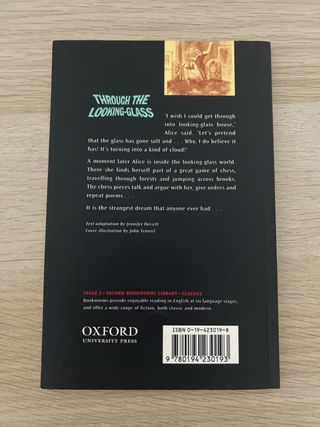 THROUGH THE
LOOKING-GLASS
'I wish I could get through
into looking-glass house,'
Alice said. 'Let's pretend
that the glass has gone soft and . . . Why, I do believe it
has! It's turning into a kind of cloud!'
A moment later Alice is inside the looking-glass world.
There she finds herself part of a great game of chess,
travelling through forests and jumping across brooks.
The chess pieces talk and argue with her, give orders and
repeat poems . . .
It is the strangest dream that anyone ever had . . .
Text adaptation by Jennifer Bassett
Cover illustration by John Tenniel
STAGE 3 • OXFORD BOOKWORMS LIBRARY • CLASSICS
Bookworms provide enjoyable reading in English at six language stages,
and offer a wide range of fiction, both classic and modern.
OXFORD
UNIVERSITY PRESS
ISBN 0-19-423019-8
9 780194 230193